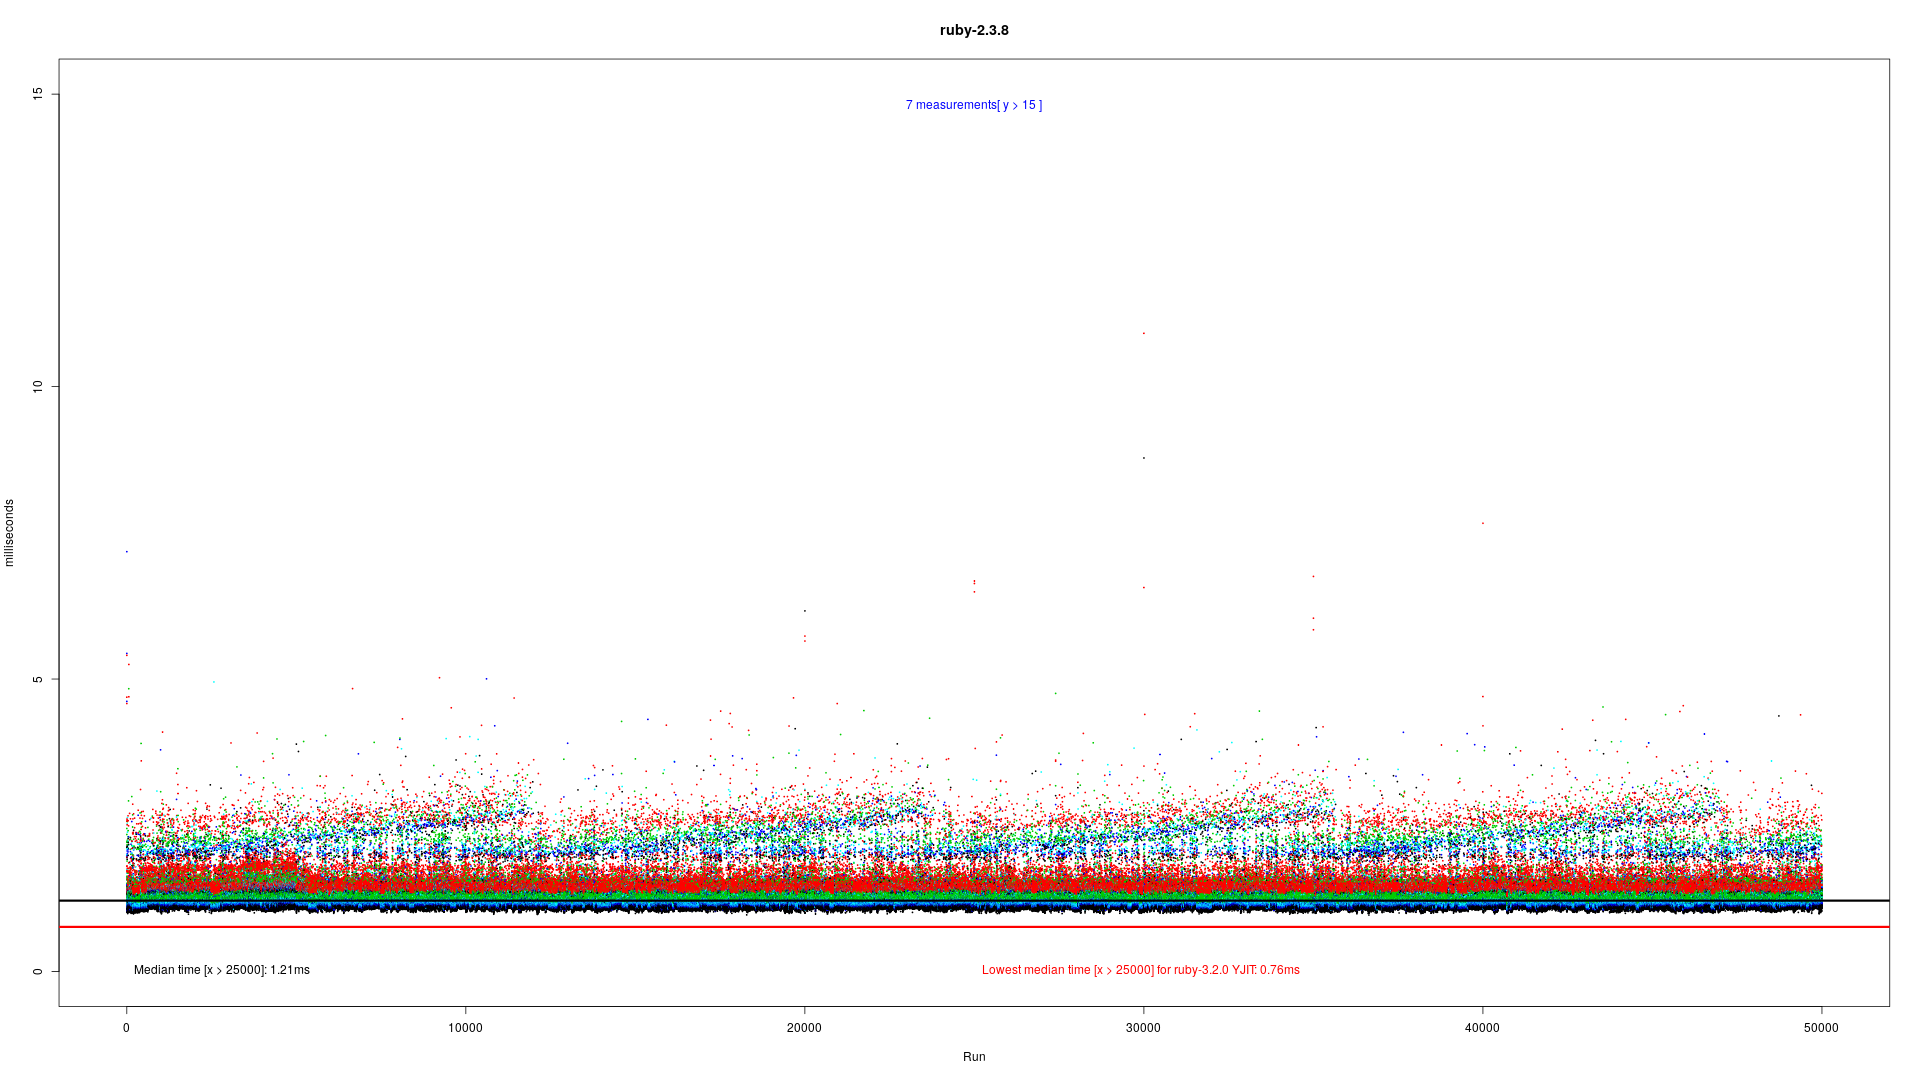 ruby-2.3.8
7 measurements[ y > 15 ]
15
10
5
0
milliseconds
Median time [x > 25000]: 1.21ms
Lowest median time [x > 25000] for ruby-3.2.0 YJIT: 0.76ms
0
10000
20000
30000
40000
50000
Run